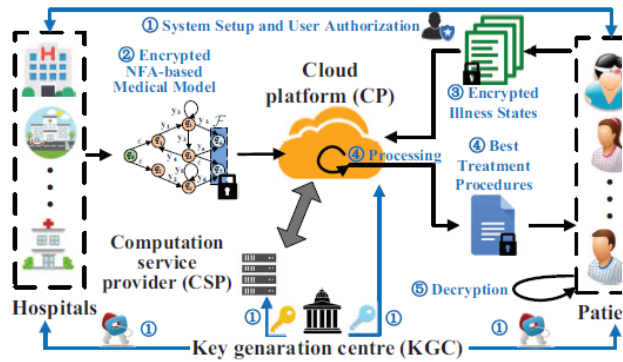 ① System Setup and User Authorization
② Encrypted
NFA-based
Medical Model
Cloud
platform (CP)
③ Encrypted
Illness States
④ Processing
④ Best
Treatment
Procedures
Computation
service
provider (CSP)
⑤ Decryption
Hospitals
Patie
①
①
①
①
Key genaration centre (KGC)